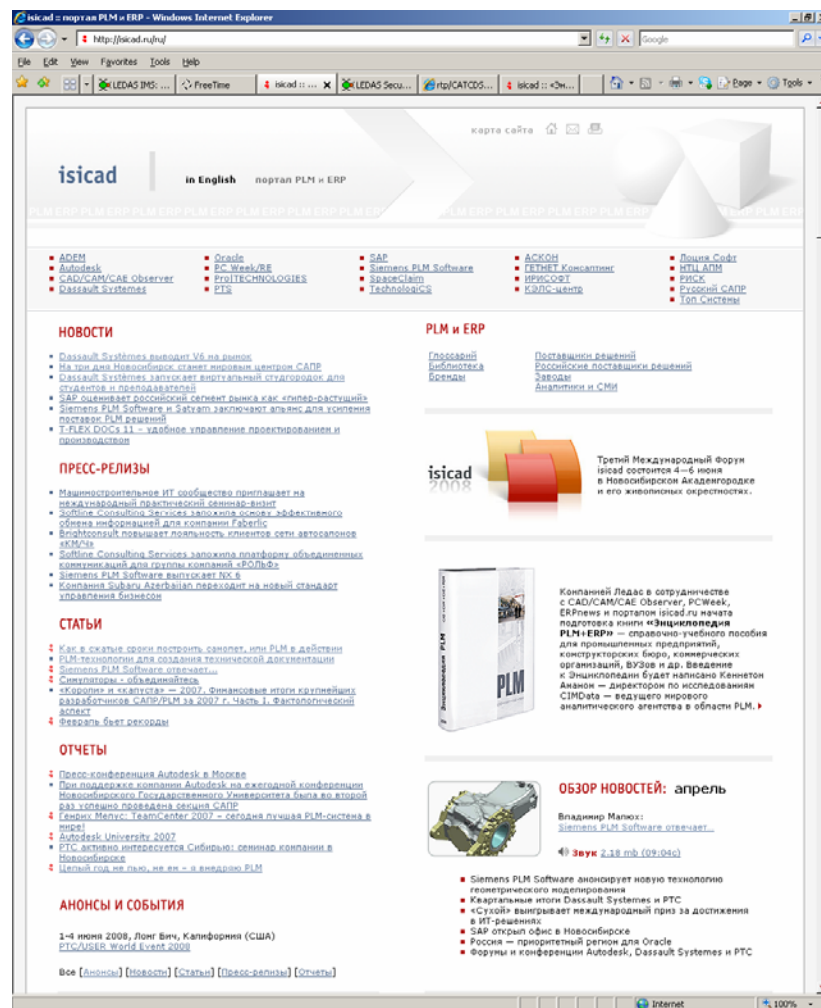 isicad :: портал PLM и ERP - Windows Internet Explorer
http://isicad.ru/ru/
Google
File Edit View Favorites Tools Help
LEDAS IMS: ...
FreeTime
isicad :: ...
LEDAS Secu...
rtp/CATCDS...
isicad :: «Эн...
Page
Tools
карта сайта
isicad
in English
портал PLM и ERP
ADEM
Autodesk
CAD/CAM/CAE Observer
Dassault Systemes
Oracle
PC Week/RE
Pro|TECHNOLOGIES
PTS
SAP
Siemens PLM Software
SpaceClaim
TechnologiCS
АСКОН
ГЕТНЕТ Консалтинг
ИРИСОФТ
КЭЛС-центр
Лоция Софт
НТЦ АПМ
РИСК
Русский САПР
Топ Системы
НОВОСТИ
Dassault Systèmes выводит V6 на рынок
На три дня Новосибирск станет мировым центром САПР
Dassault Systèmes запускает виртуальный студгородок для
студентов и преподавателей
SAP оценивает российский сегмент рынка как «гипер-растущий»
Siemens PLM Software и Satyam заключают альянс для усиления
поставок PLM решений
T-FLEX DOCs 11 – удобное управление проектированием и
производством
ПРЕСС-РЕЛИЗЫ
Машиностроительное ИТ сообщество приглашает на
международный практический семинар-визит
Softline Consulting Services заложила основу эффективного
обмена информацией для компании Faberlic
Brightconsult повышает лояльность клиентов сети автосалонов
«КМ/Ч»
Softline Consulting Services заложила платформу объединенных
коммуникаций для группы компаний «РОЛЬФ»
Siemens PLM Software выпускает NX 6
Компания Subaru Azerbaijan переходит на новый стандарт
управления бизнесом
СТАТЬИ
Как в сжатые сроки построить самолет, или PLM в действии
PLM-технологии для создания технической документации
Siemens PLM Software отвечает...
Симуляторы - объединяйтесь
«Короли» и «капуста» — 2007. Финансовые итоги крупнейших
разработчиков САПР/PLM за 2007 г. Часть I. Фактологический
аспект
Февраль бьет рекорды
ОТЧЕТЫ
Пресс-конференция Autodesk в Москве
При поддержке компании Autodesk на ежегодной конференции
Новосибирского Государственного Университета была во второй
раз успешно проведена секция САПР
Генрих Мелус: TeamCenter 2007 – сегодня лучшая PLM-система в
мире!
Autodesk University 2007
PTC активно интересуется Сибирью: семинар компании в
Новосибирске
Целый год не пью, не ем – я внедряю PLM
АНОНСЫ И СОБЫТИЯ
1-4 июня 2008, Лонг Бич, Калифорния (США)
PTC/USER World Event 2008
Все [Анонсы] [Новости] [Статьи] [Пресс-релизы] [Отчеты]
PLM и ERP
Глоссарий
Библиотека
Бренды
Поставщики решений
Российские поставщики решений
Заводы
Аналитики и СМИ
isicad
2008
Третий Международный Форум
isicad состоится 4—6 июня
в Новосибирском Академгородке
и его живописных окрестностях.
Энциклопедия PLM
PLM
Компанией Ледас в сотрудничестве
с CAD/CAM/CAE Observer, PCWeek,
ERPnews и порталом isicad.ru начата
подготовка книги «Энциклопедия
PLM+ERP» — справочно-учебного пособия
для промышленных предприятий,
конструкторских бюро, коммерческих
организаций, ВУЗов и др. Введение
к Энциклопедии будет написано Кеннетом
Ананом — директором по исследованиям
CIMData — ведущего мирового
аналитического агентства в области PLM.
ОБЗОР НОВОСТЕЙ: апрель
Владимир Малюх:
Siemens PLM Software отвечает...
Звук 2.18 mb (09:04с)
Siemens PLM Software анонсирует новую технологию
геометрического моделирования
Квартальные итоги Dassault Systemes и PTC
«Сухой» выигрывает международный приз за достижения
в ИТ-решениях
SAP открыл офис в Новосибирске
Россия — приоритетный регион для Oracle
Форумы и конференции Autodesk, Dassault Systemes и PTC
Internet
100%